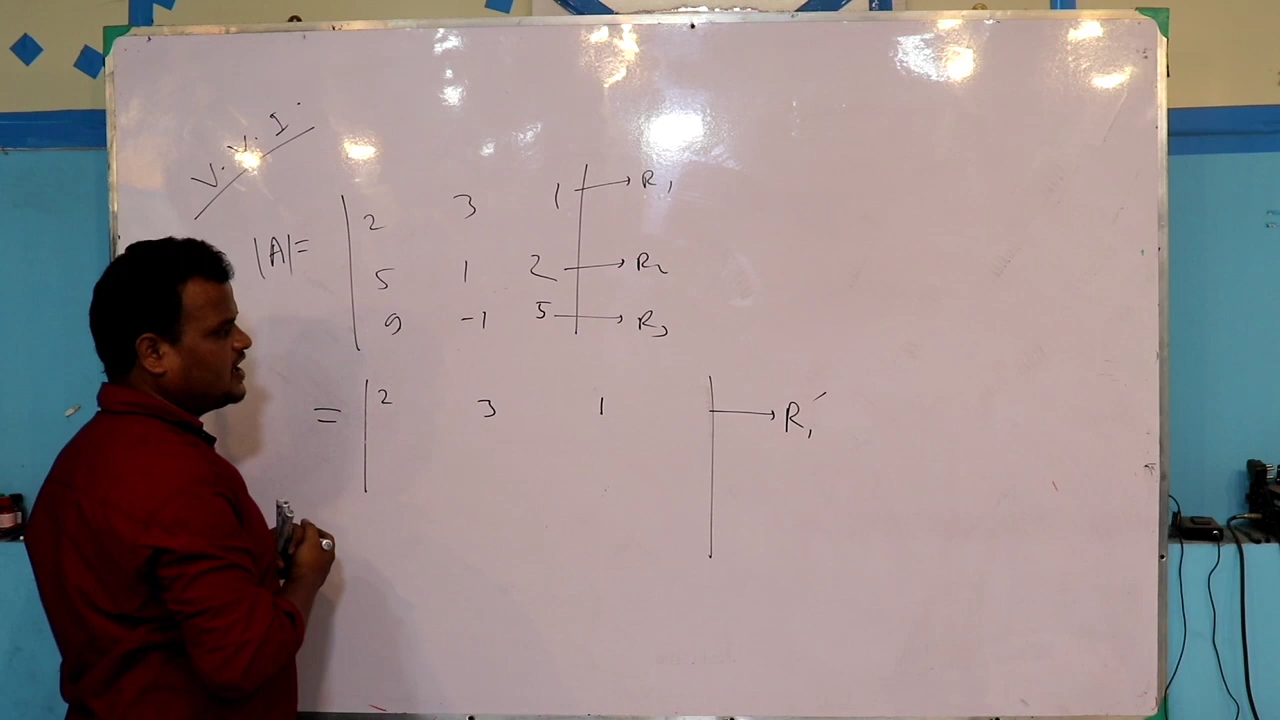 V. V. I.
|A| = | 2 3 1 | → R1
5 1 2 → R2
9 -1 5 → R3
= | 2 3 1 | → R1′